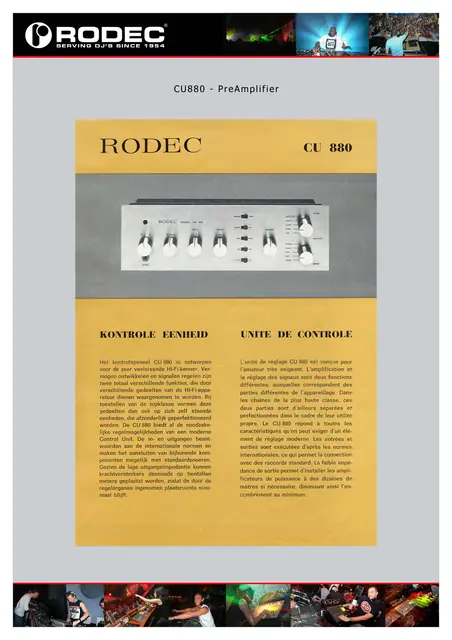 RODEC®
SERVING DJ'S SINCE 1954
CU880 - PreAmplifier
RODEC
CU 880
RODEC
KONTROLE EENHEID
Het kontrolepaneel CU 880 is ontworpen
voor de zeer veeleisende Hi-Fi-kenner. Ver-
mogen ontwikkelen en signalen regelen zijn
twee totaal verschillende funkties, die door
verschillende gedeelten van de Hi-Fi-appa-
ratuur dienen waargenomen te worden. Bij
toestellen van de topklasse vormen deze
gedeelten dan ook op zich zelf staande
eenheden, die afzonderlijk geperfektioneerd
worden. De CU 880 biedt al de noodzake-
lijke regelmogelijkheden van een moderne
Control Unit. De in- en uitgangen beant-
woorden aan de internationale normen en
maken het aansluiten van bijhorende kom-
ponenten mogelijk met standaardsnoeren.
Gezien de lage uitgangsimpedantie kunnen
krachtversterkers desnoods op tientallen
meters geplaatst worden, zodat de door de
regelorganen ingenomen plaatsruimte mini-
maal blijft.
UNITE DE CONTROLE
L'unité de réglage CU 880 est conçue pour
l'amateur très exigeant. L'amplification et
le réglage des signaux sont deux fonctions
différentes, auxquelles correspondent des
parties différentes de l'appareillage. Dans
les chaînes de la plus haute classe, ces
deux parties sont d'ailleurs séparées et
perfectionnées dans le cadre de leur utilité
propre. Le CU 880 répond à toutes les
caractéristiques qu'on peut exiger d'un élé-
ment de réglage moderne. Les entrées et
sorties sont exécutées d'après les normes
internationales, ce qui permet la connection
avec des raccords standard. La faible impé-
dance de sortie permet d'installer les ampli-
ficateurs de puissance à des dizaines de
mètres si nécessaire, diminuant ainsi l'en-
combrement au minimum.